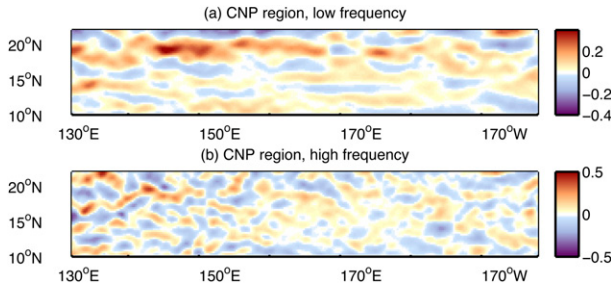 (a) CNP region, low frequency
20°N
15°N
10°N
130°E 150°E 170°E 170°W
0.2
0
-0.2
-0.4
(b) CNP region, high frequency
20°N
15°N
10°N
130°E 150°E 170°E 170°W
0.5
0
-0.5